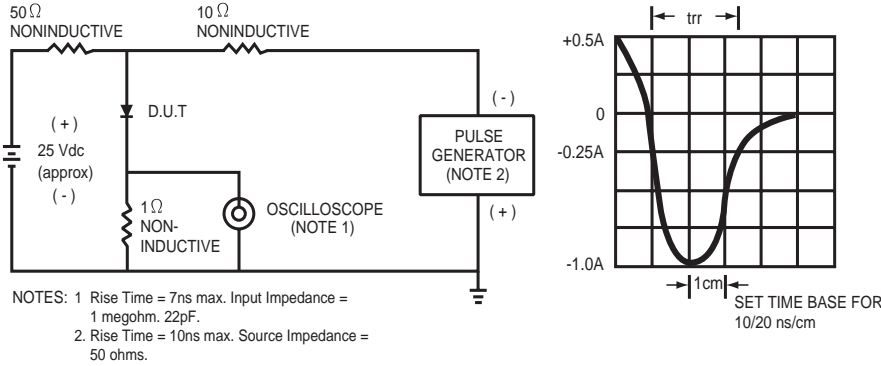 50 Ω
NONINDUCTIVE
10 Ω
NONINDUCTIVE
( + )
25 Vdc
(approx)
( - )
D.U.T
1 Ω
NON-
INDUCTIVE
OSCILLOSCOPE
(NOTE 1)
( - )
PULSE
GENERATOR
(NOTE 2)
( + )
trr
+0.5A
0
-0.25A
-1.0A
1cm
SET TIME BASE FOR
10/20 ns/cm
NOTES: 1 Rise Time = 7ns max. Input Impedance =
1 megohm. 22pF.
2. Rise Time = 10ns max. Source Impedance =
50 ohms.